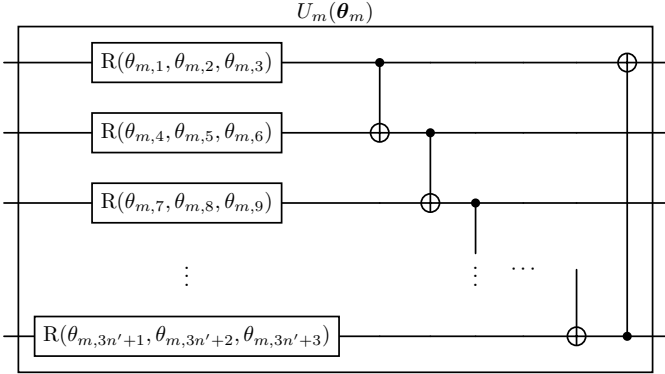 U_m(θ_m)
R(θ_{m,1}, θ_{m,2}, θ_{m,3})
R(θ_{m,4}, θ_{m,5}, θ_{m,6})
R(θ_{m,7}, θ_{m,8}, θ_{m,9})
⋮ ⋮ ⋯ ⋮
R(θ_{m,3n′+1}, θ_{m,3n′+2}, θ_{m,3n′+3})